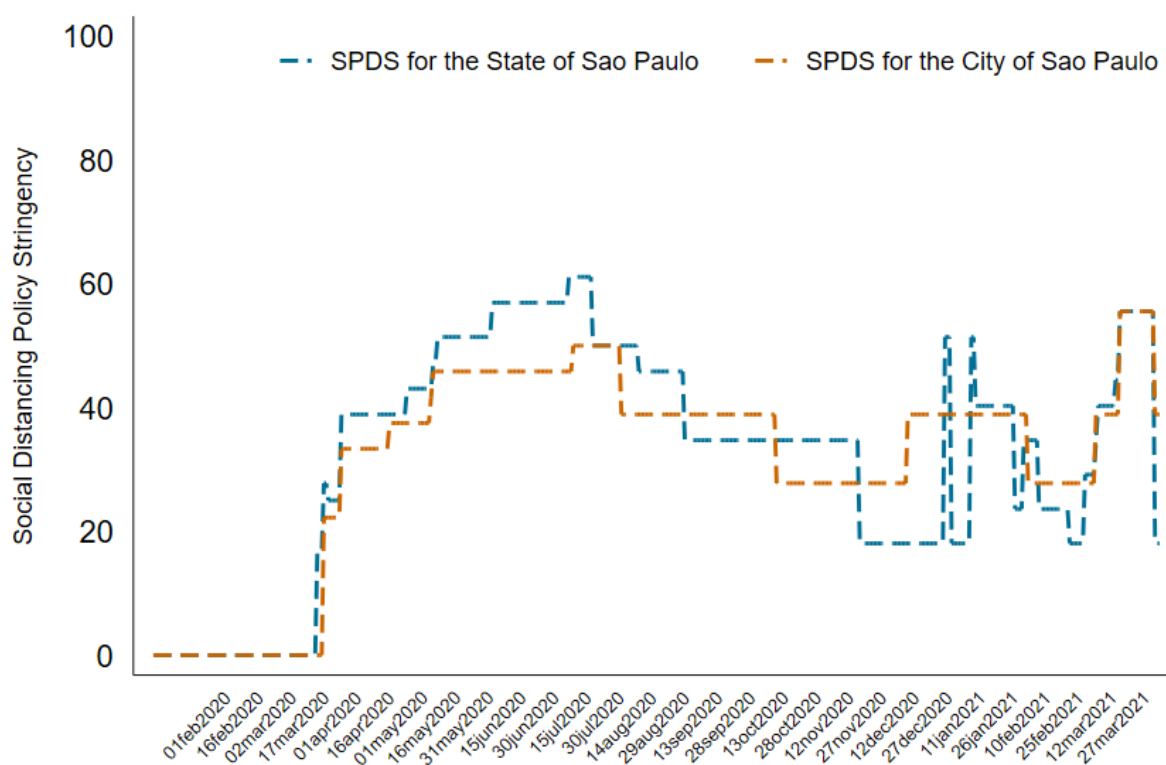 100
SPDS for the State of Sao Paulo
SPDS for the City of Sao Paulo
80
60
40
20
0
Social Distancing Policy Stringency
01feb2020
16feb2020
02mar2020
17mar2020
01apr2020
16apr2020
01may2020
16may2020
31may2020
15jun2020
30jun2020
15jul2020
30jul2020
14aug2020
29aug2020
13sep2020
28sep2020
13oct2020
28oct2020
12nov2020
27nov2020
12dec2020
27dec2020
11jan2021
26jan2021
10feb2021
25feb2021
12mar2021
27mar2021